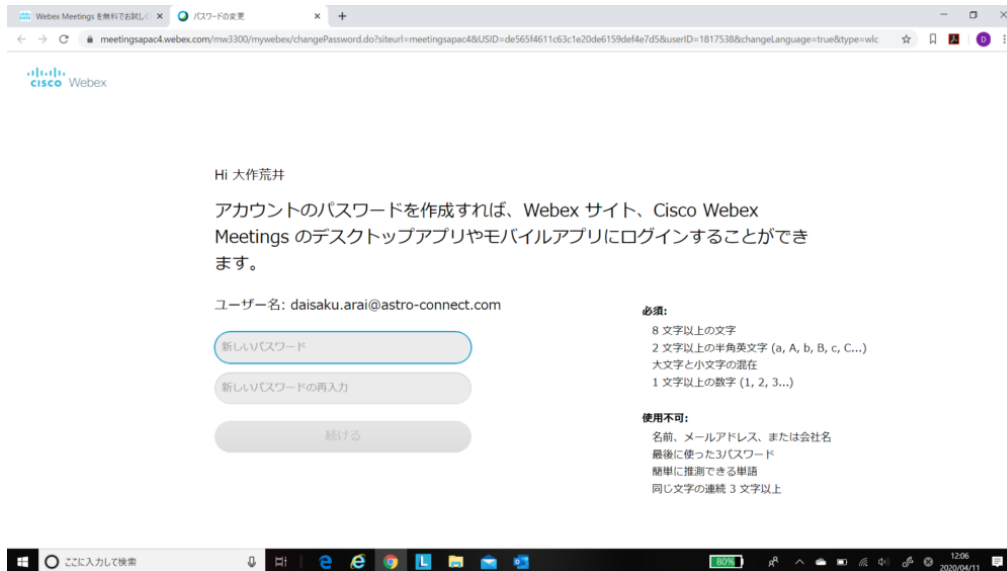 Webex Meetings を無料でお試しく
パスワードの変更
meetingsapac4.webex.com/mw3300/mywebex/changePassword.do?siteurl=meetingsapac4&USID=de565f4611c63c1e20de6159def4e7d5&userID=1817538&changeLanguage=true&type=wlc
D
cisco Webex
Hi 大作荒井
アカウントのパスワードを作成すれば、Webex サイト、Cisco Webex
Meetings のデスクトップアプリやモバイルアプリにログインすることができ
ます。
ユーザー名: daisaku.arai@astro-connect.com
新しいパスワード
新しいパスワードの再入力
続ける
必須:
8 文字以上の文字
2 文字以上の半角英文字 (a, A, b, B, c, C...)
大文字と小文字の混在
1 文字以上の数字 (1, 2, 3...)
使用不可:
名前、メールアドレス、または会社名
最後に使った3パスワード
簡単に推測できる単語
同じ文字の連続 3 文字以上
ここに入力して検索
L
80%
12:06
2020/04/11